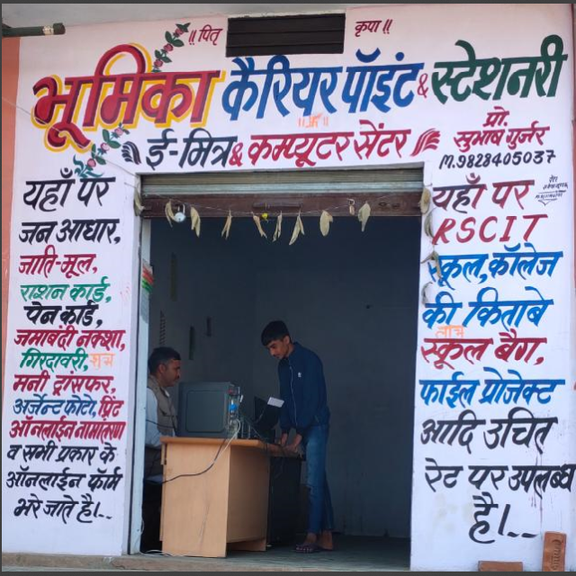 ॥ पितृ कृपा ॥
भूमिका कैरियर पॉइंट & स्टेशनरी
ई-मित्र & कम्प्यूटर सेंटर
प्रो.
सुभाष गुर्जर
M.9828405037
यहाँ पर
जन आधार,
जाति-मूल,
राशन कार्ड,
पेन कार्ड,
जमाबंदी नक्शा,
गिरदावरी,
मनी ट्रासफर,
अर्जेन्ट फोटो, प्रिंट
ऑनलाईन नामांतरण
व सभी प्रकार के
ऑनलाईन फॉर्म
भरे जाते है।..
यहाँ पर
RSCIT
स्कूल, कॉलेज
की किताबे
स्कूल बैग,
फाईल प्रोजेक्ट
आदि उचित
रेट पर उपलब्ध
है।..